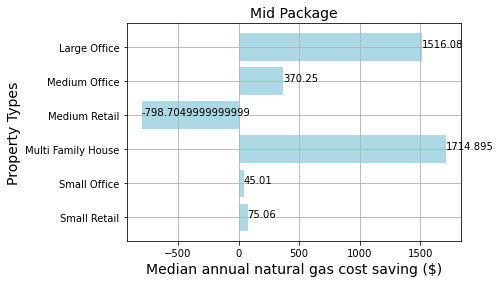 Mid Package
Large Office
1516.08
Medium Office
370.25
Medium Retail
-798.7049999999999
Multi Family House
1714.895
Small Office
45.01
Small Retail
75.06
Property Types
−500
0
500
1000
1500
Median annual natural gas cost saving ($)